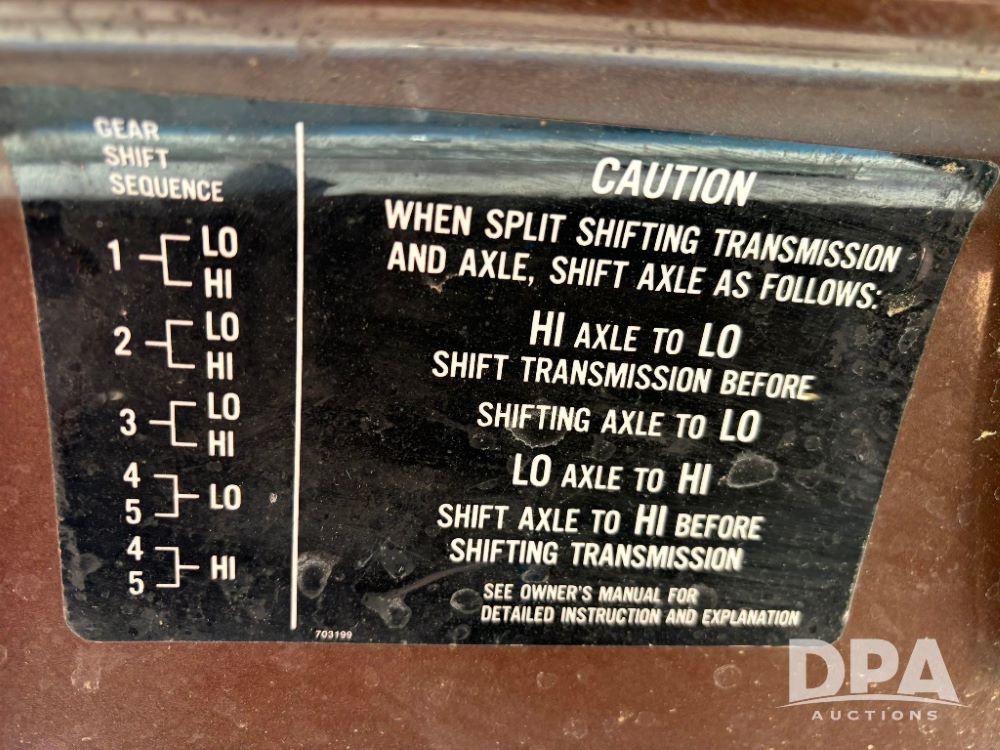 GEAR
SHIFT
SEQUENCE
1 LO
HI
2 LO
HI
3 LO
HI
4
5 LO
4
5 HI
703199
CAUTION
WHEN SPLIT SHIFTING TRANSMISSION
AND AXLE, SHIFT AXLE AS FOLLOWS:
HI AXLE TO LO
SHIFT TRANSMISSION BEFORE
SHIFTING AXLE TO LO
LO AXLE TO HI
SHIFT AXLE TO HI BEFORE
SHIFTING TRANSMISSION
SEE OWNER'S MANUAL FOR
DETAILED INSTRUCTION AND EXPLANATION
DPA
AUCTIONS